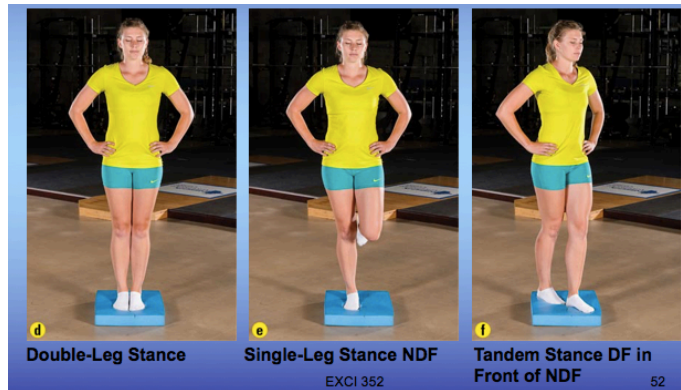 d
e
f
Double-Leg Stance
Single-Leg Stance NDF
Tandem Stance DF in
Front of NDF
EXCI 352
52